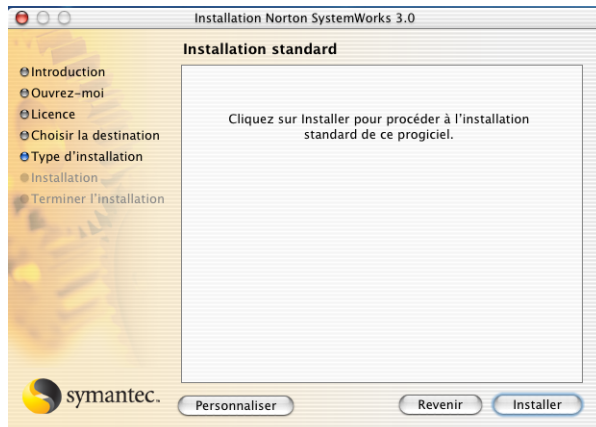 Installation Norton SystemWorks 3.0
Installation standard
Introduction
Ouvrez-moi
Licence
Choisir la destination
Type d'installation
Installation
Terminer l'installation
Cliquez sur Installer pour procéder à l'installation
standard de ce progiciel.
symantec.
Personnaliser
Revenir
Installer